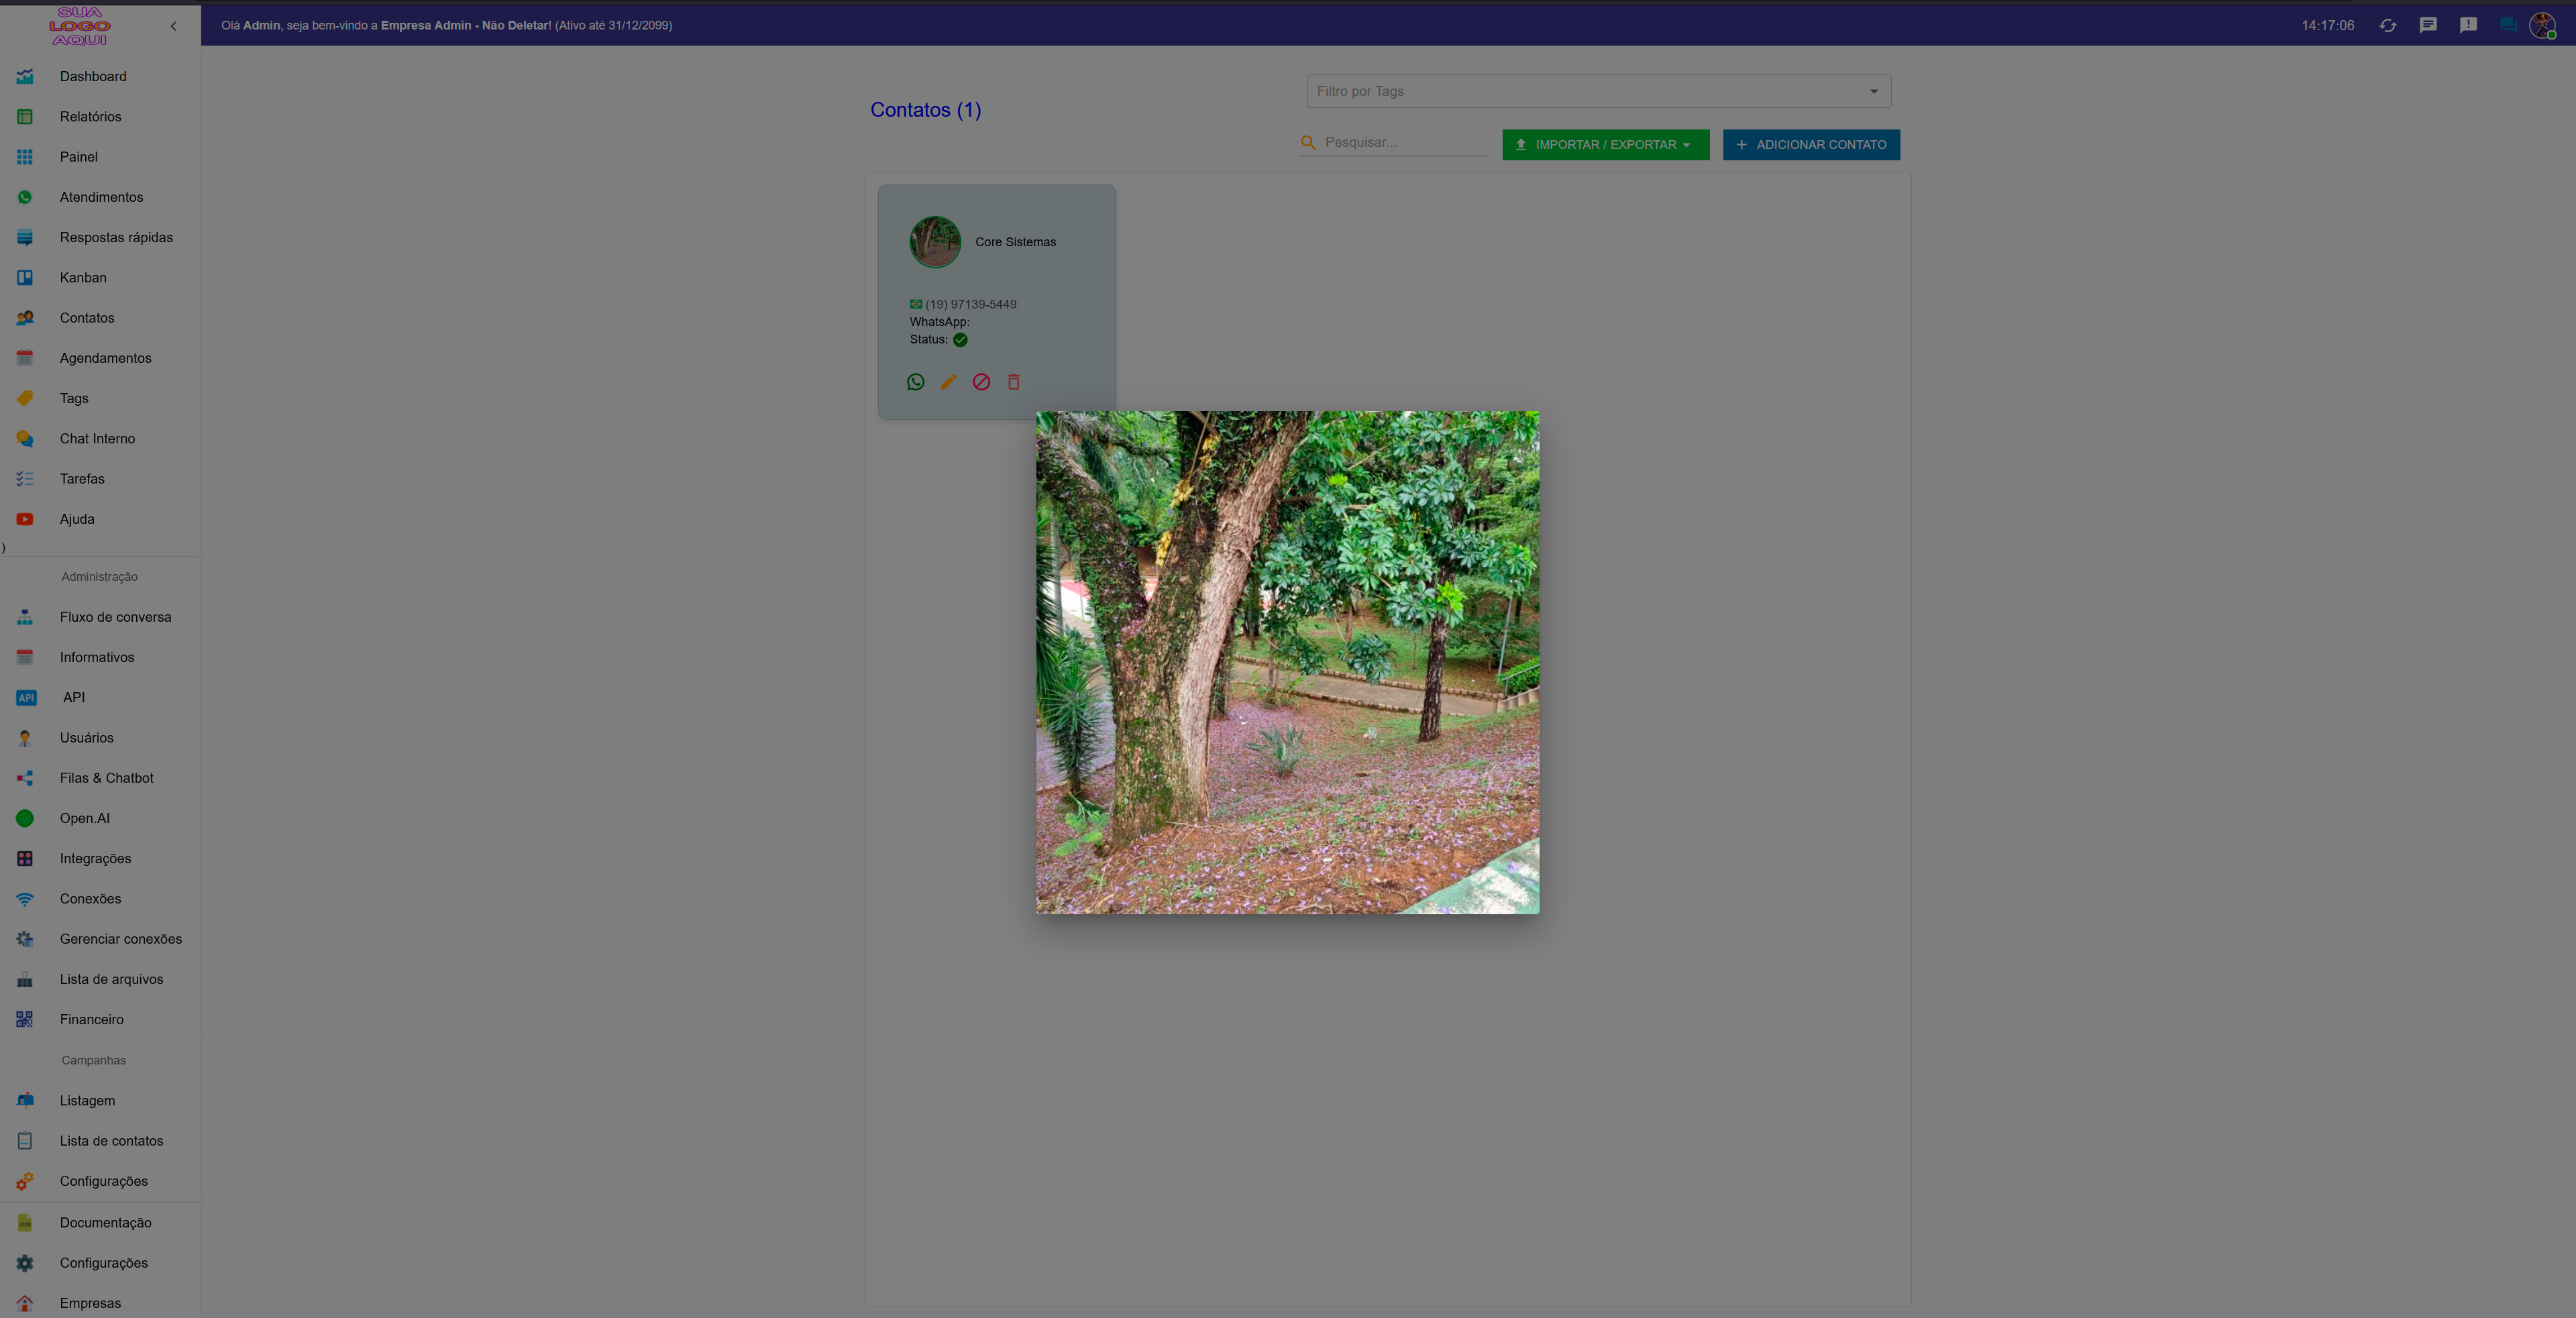 SUA
LOGO
AQUI
Olá Admin, seja bem-vindo a Empresa Admin - Não Deletar! (Ativo até 31/12/2099)
14:17:06
Dashboard
Relatórios
Painel
Atendimentos
Respostas rápidas
Kanban
Contatos
Agendamentos
Tags
Chat Interno
Tarefas
Ajuda
)
Administração
Fluxo de conversa
Informativos
API API
Usuários
Filas & Chatbot
Open.AI
Integrações
Conexões
Gerenciar conexões
Lista de arquivos
Financeiro
Campanhas
Listagem
Lista de contatos
Configurações
Documentação
Configurações
Empresas
Contatos (1)
Filtro por Tags
Pesquisar...
IMPORTAR / EXPORTAR
ADICIONAR CONTATO
Core Sistemas
(19) 97139-5449
WhatsApp:
Status: